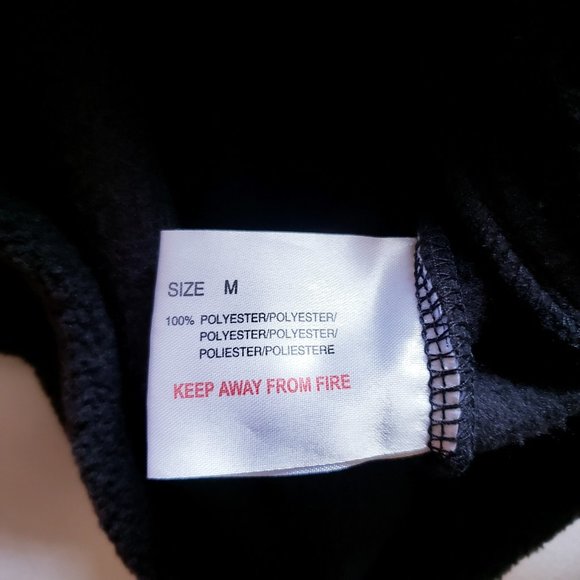 SIZE M
100% POLYESTER/POLYESTER/
POLYESTER/POLYESTER/
POLIESTER/POLIESTERE
KEEP AWAY FROM FIRE